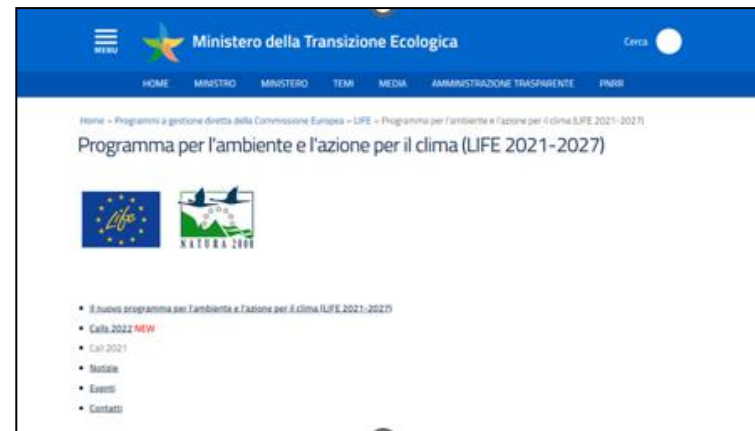 MENU
Ministero della Transizione Ecologica
Cerca
HOME MINISTRO MINISTERO TEMI MEDIA AMMINISTRAZIONE TRASPARENTE PNRR
Home » Programmi a gestione diretta della Commissione Europea » LIFE » Programma per l'ambiente e l'azione per il clima (LIFE 2021-2027)
Programma per l'ambiente e l'azione per il clima (LIFE 2021-2027)
Life
NATURA 2000
Il nuovo programma per l'ambiente e l'azione per il clima (LIFE 2021-2027)
Calls 2022 NEW
Call 2021
Notizie
Eventi
Contatti